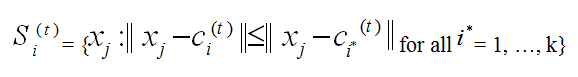 S_i^(t) = {x_j : ‖ x_j − c_i^(t) ‖≤‖ x_j − c_{i*}^(t) ‖ for all i* = 1, …, k}